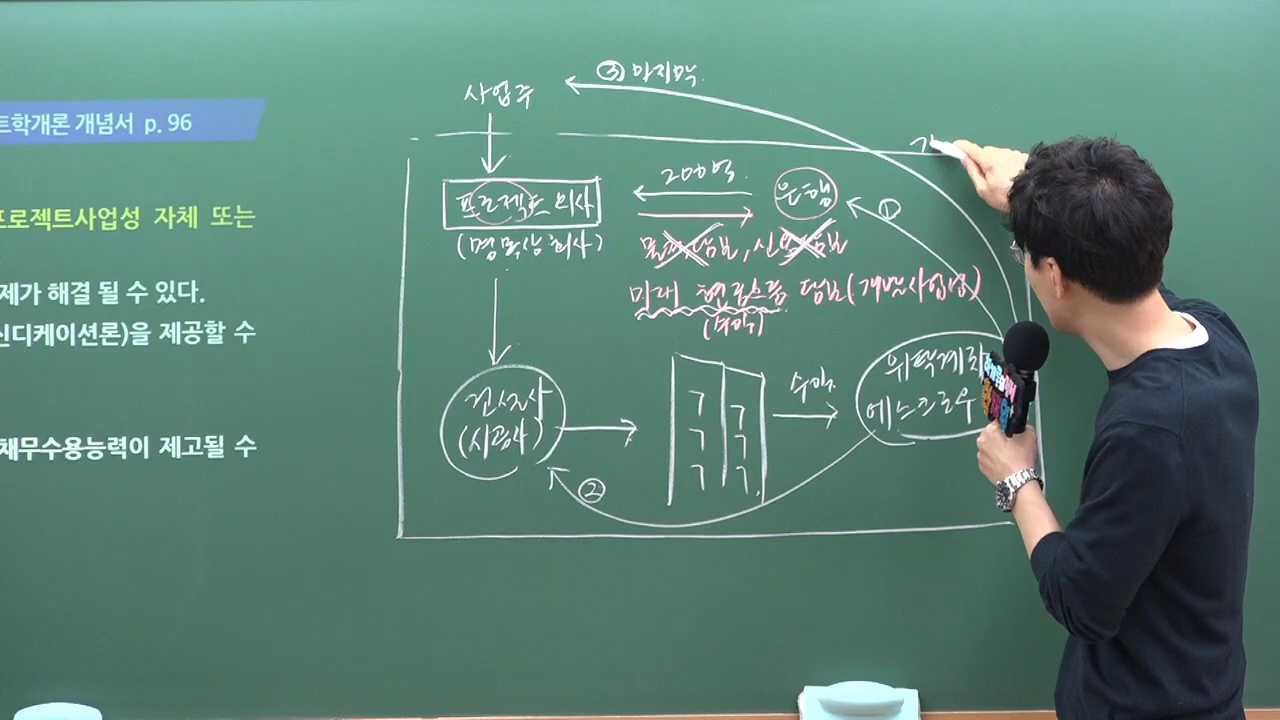 트학개론 개념서 p. 96
프로젝트사업성 자체 또는
제가 해결 될 수 있다.
신디케이션론)을 제공할 수
채무수용능력이 제고될 수
③ 마지막.
사업주
프로젝트 회사
(명목상 회사)
200억.
은행
①
물적담보, 신용담보
미래 현금흐름 담보(개발사업명)
(수익)
건설사
(시공사)
ㄱ ㄱ
ㄱ ㄱ
ㄱ ㄱ
수익.
위탁계좌
에스크로우
②